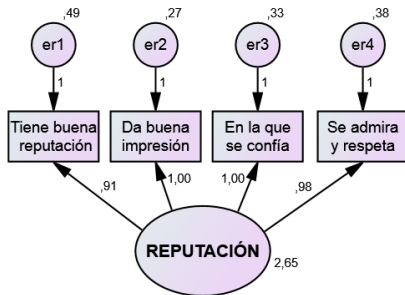 ,49 ,27 ,33 ,38
er1 er2 er3 er4
1 1 1 1
Tiene buena
reputación
Da buena
impresión
En la que
se confía
Se admira
y respeta
,91 1,00 1,00 ,98
REPUTACIÓN
2,65